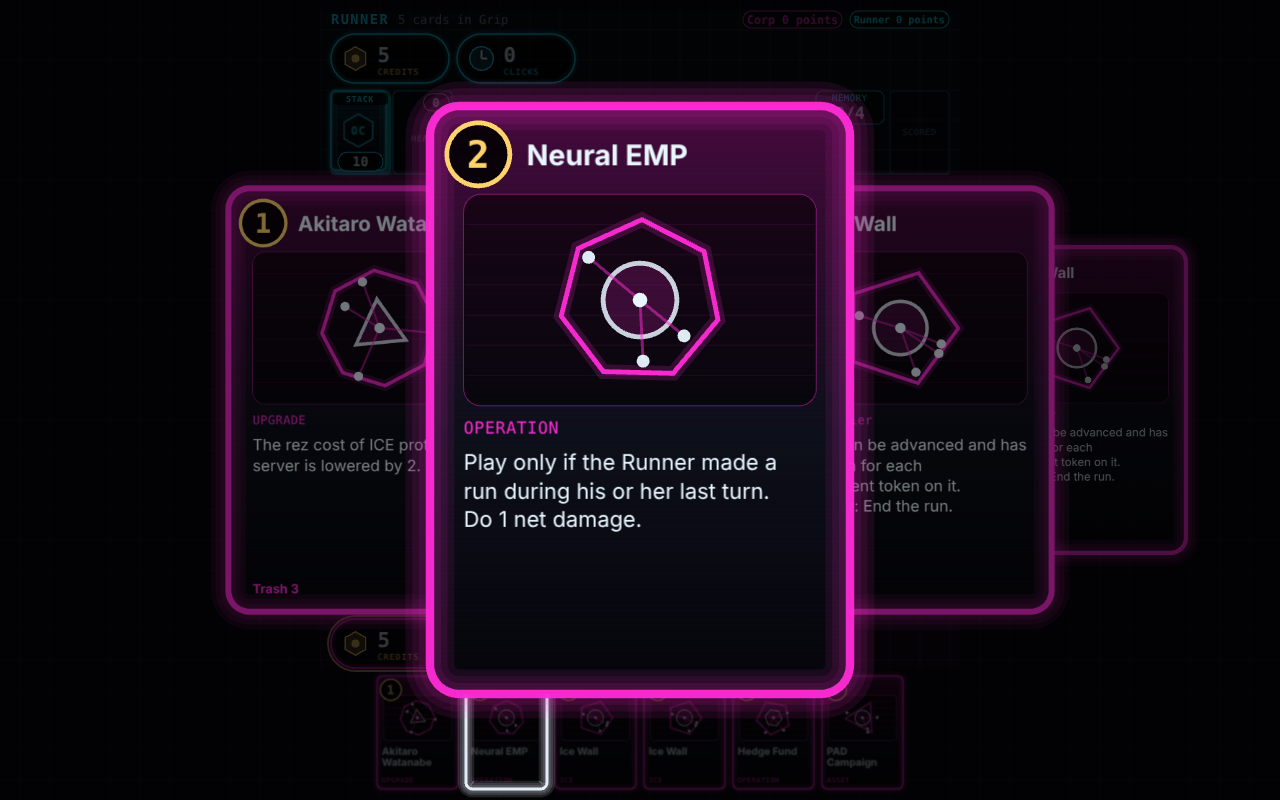 RUNNER 5 cards in Grip
Corp 0 points
Runner 0 points
5
CREDITS
0
CLICKS
STACK
OC
10
0
MEMORY
/4
SCORED
1
Akitaro Wata
UPGRADE
The rez cost of ICE prot
server is lowered by 2.
Trash 3
2
Neural EMP
OPERATION
Play only if the Runner made a
run during his or her last turn.
Do 1 net damage.
Wall
n be advanced and has
for each
ent token on it.
: End the run.
Wall
be advanced and has
or each
t token on it.
End the run.
5
CREDITS
1
Akitaro
Watanabe
UPGRADE
Neural EMP
OPERATION
Ice Wall
ICE
Ice Wall
ICE
Hedge Fund
OPERATION
PAD
Campaign
ASSET